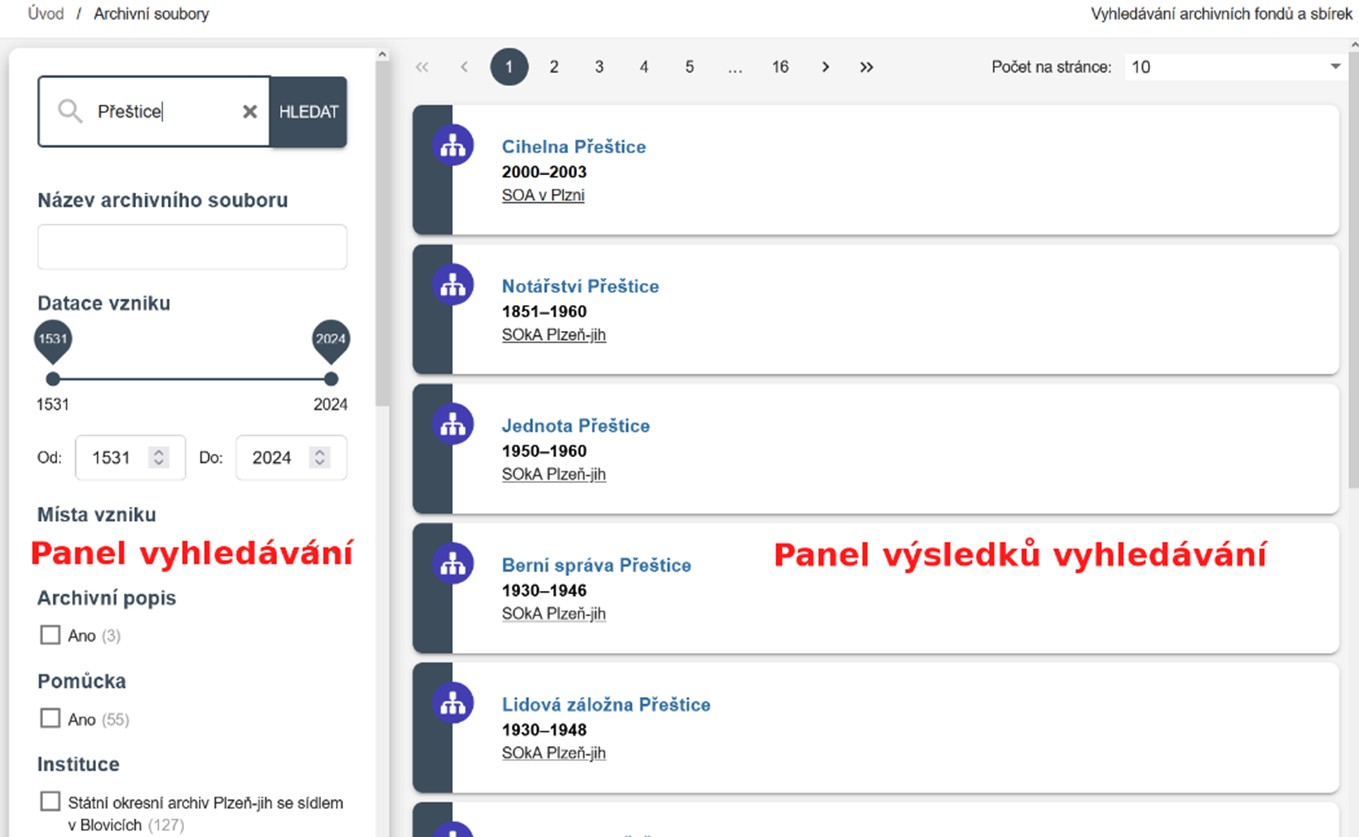 Úvod / Archivní soubory
Vyhledávání archivních fondů a sbírek
Přeštice
HLEDAT
Název archivního souboru
Datace vzniku
1531
2024
1531
2024
Od: 1531 Do: 2024
Místa vzniku
Panel vyhledávání
Archivní popis
Ano (3)
Pomůcka
Ano (55)
Instituce
Státní okresní archiv Plzeň-jih se sídlem
v Blovicích (127)
« ‹ 1 2 3 4 5 ... 16 › »
Počet na stránce: 10
Cihelna Přeštice
2000–2003
SOA v Plzni
Notářství Přeštice
1851–1960
SOkA Plzeň-jih
Jednota Přeštice
1950–1960
SOkA Plzeň-jih
Berní správa Přeštice
1930–1946
SOkA Plzeň-jih
Panel výsledků vyhledávání
Lidová záložna Přeštice
1930–1948
SOkA Plzeň-jih